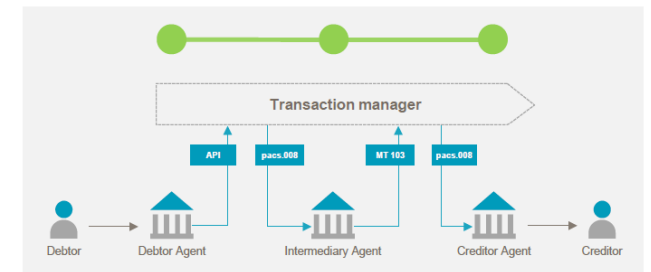 Transaction manager
API
pacs.008
MT 103
pacs.008
Debtor
Debtor Agent
Intermediary Agent
Creditor Agent
Creditor